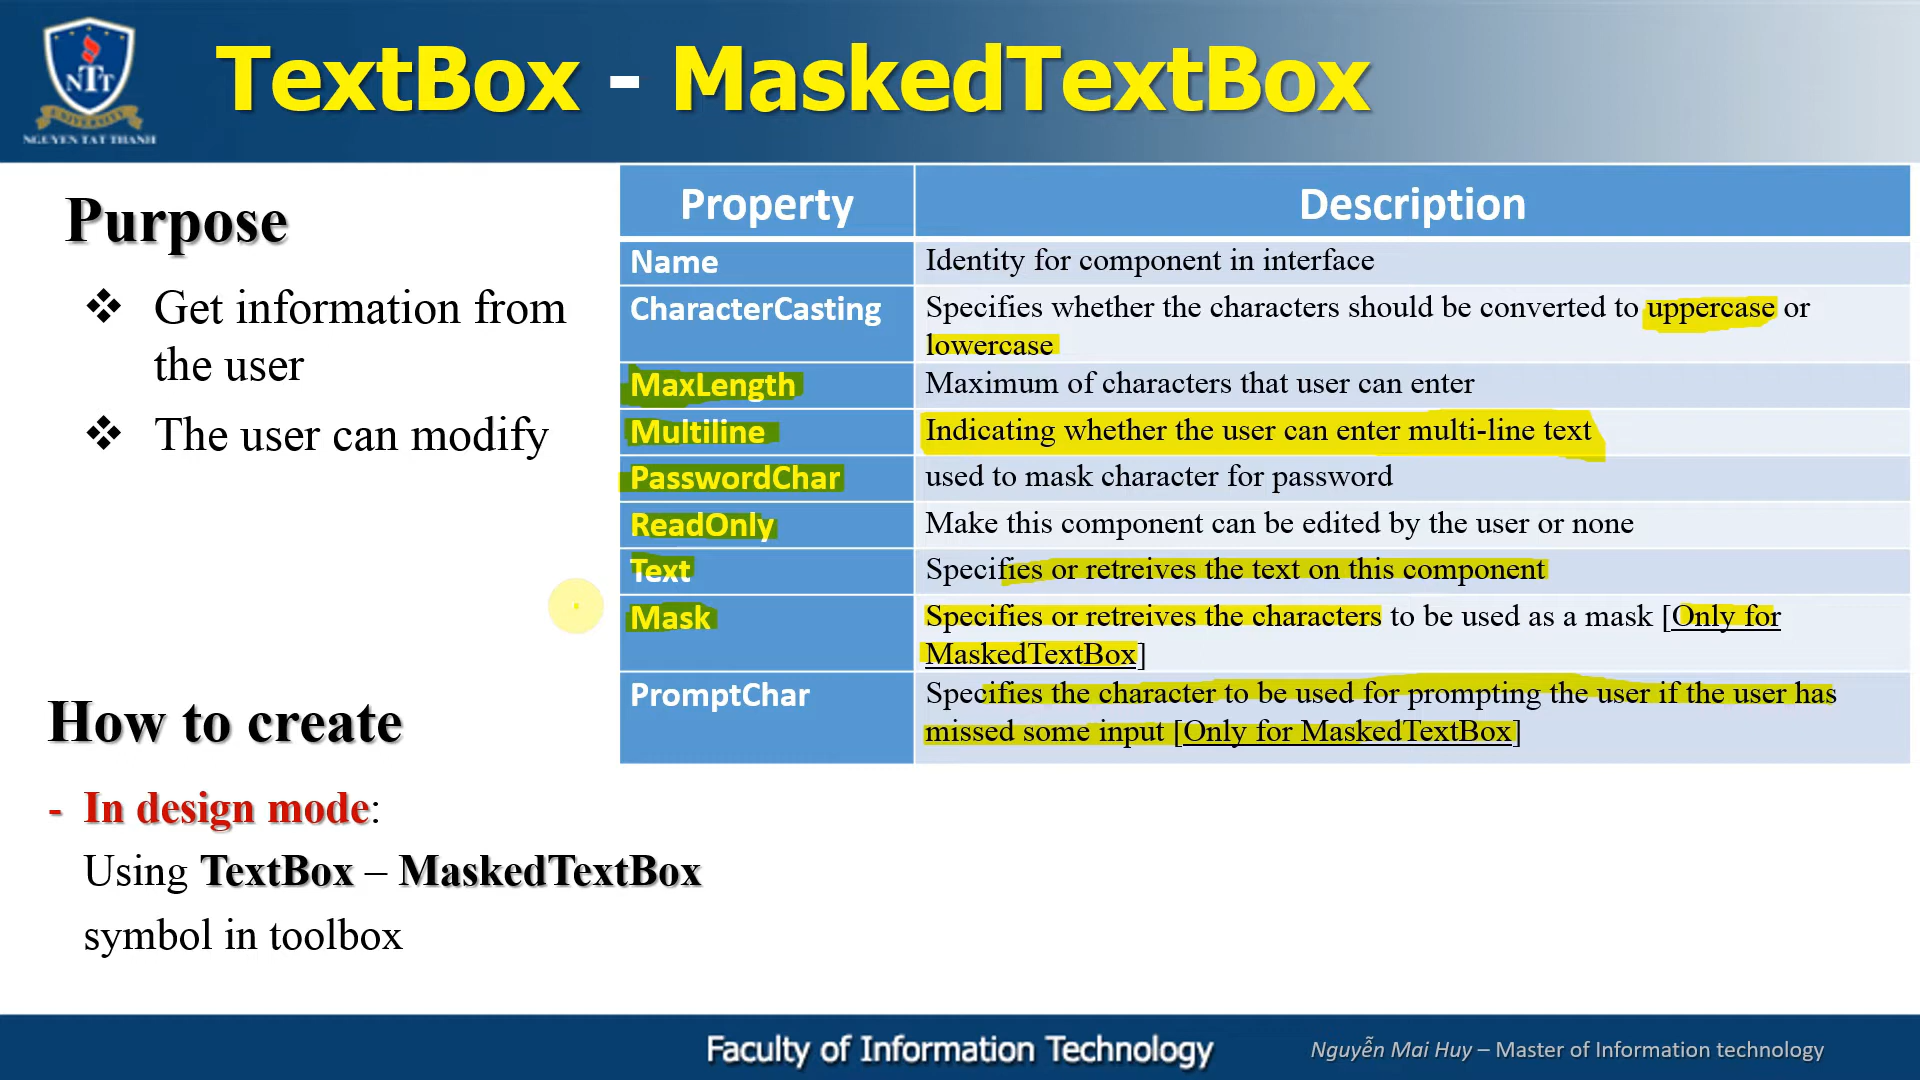 NTT
UNIVERSITY
NGUYEN TAT THANH
TextBox - MaskedTextBox
Purpose
❖ Get information from
the user
❖ The user can modify
How to create
- In design mode:
Using TextBox – MaskedTextBox
symbol in toolbox
Property Description
Name Identity for component in interface
CharacterCasting Specifies whether the characters should be converted to uppercase or
lowercase
MaxLength Maximum of characters that user can enter
Multiline Indicating whether the user can enter multi-line text
PasswordChar used to mask character for password
ReadOnly Make this component can be edited by the user or none
Text Specifies or retreives the text on this component
Mask Specifies or retreives the characters to be used as a mask [Only for
MaskedTextBox]
PromptChar Specifies the character to be used for prompting the user if the user has
missed some input [Only for MaskedTextBox]
Faculty of Information Technology
Nguyễn Mai Huy – Master of Information technology